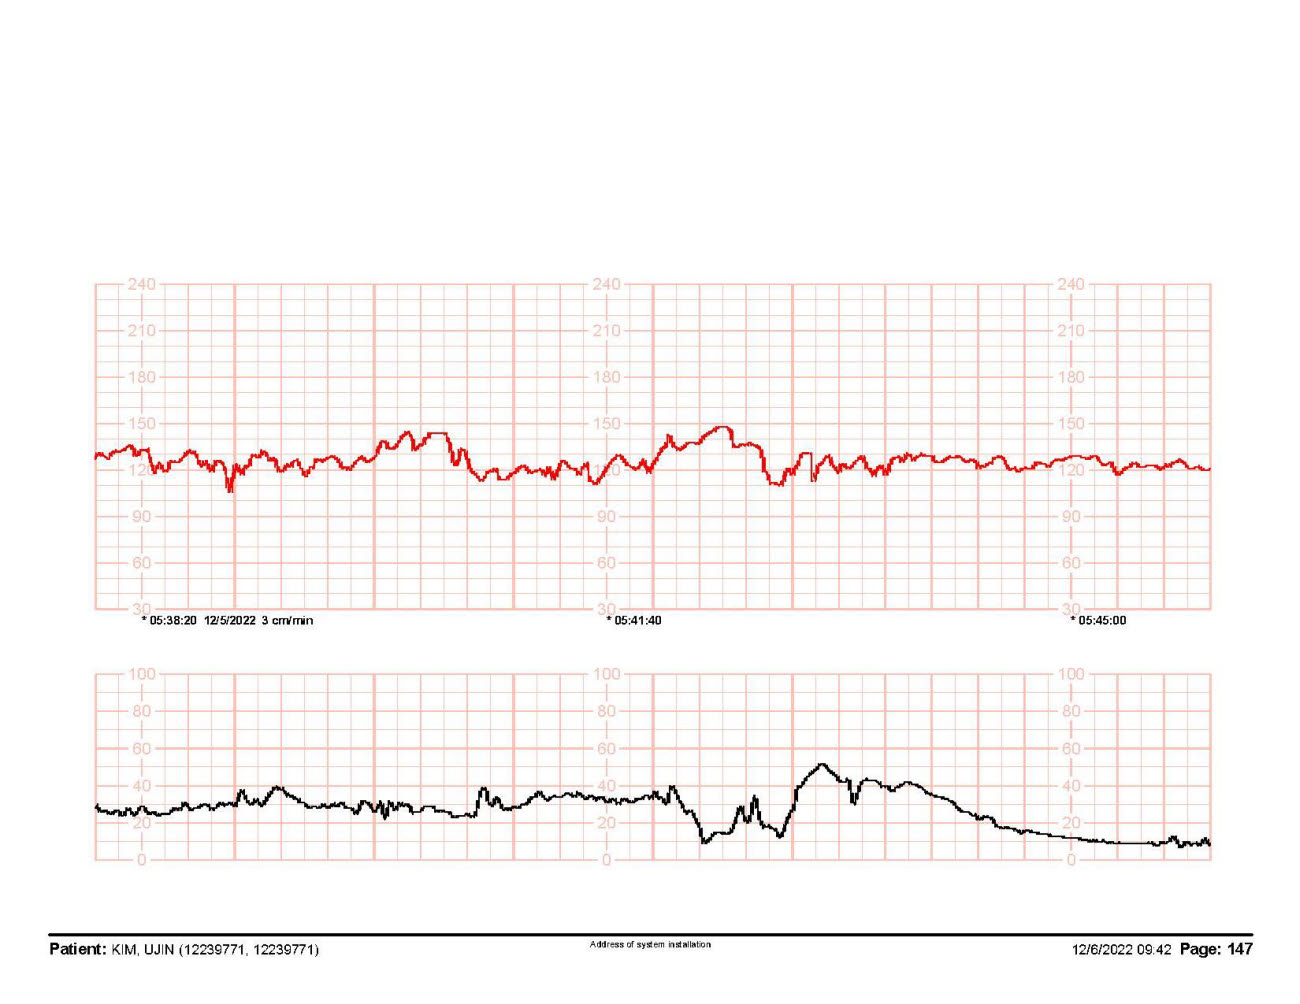 240 240 240
210 210 210
180 180 180
150 150 150
120 120 120
90 90 90
60 60 60
30 30 30
* 05:38:20 12/5/2022 3 cm/min * 05:41:40 * 05:45:00
100 100 100
80 80 80
60 60 60
40 40 40
20 20 20
0 0 0
Patient: KIM, UJIN (12239771, 12239771) Address of system installation 12/6/2022 09:42 Page: 147